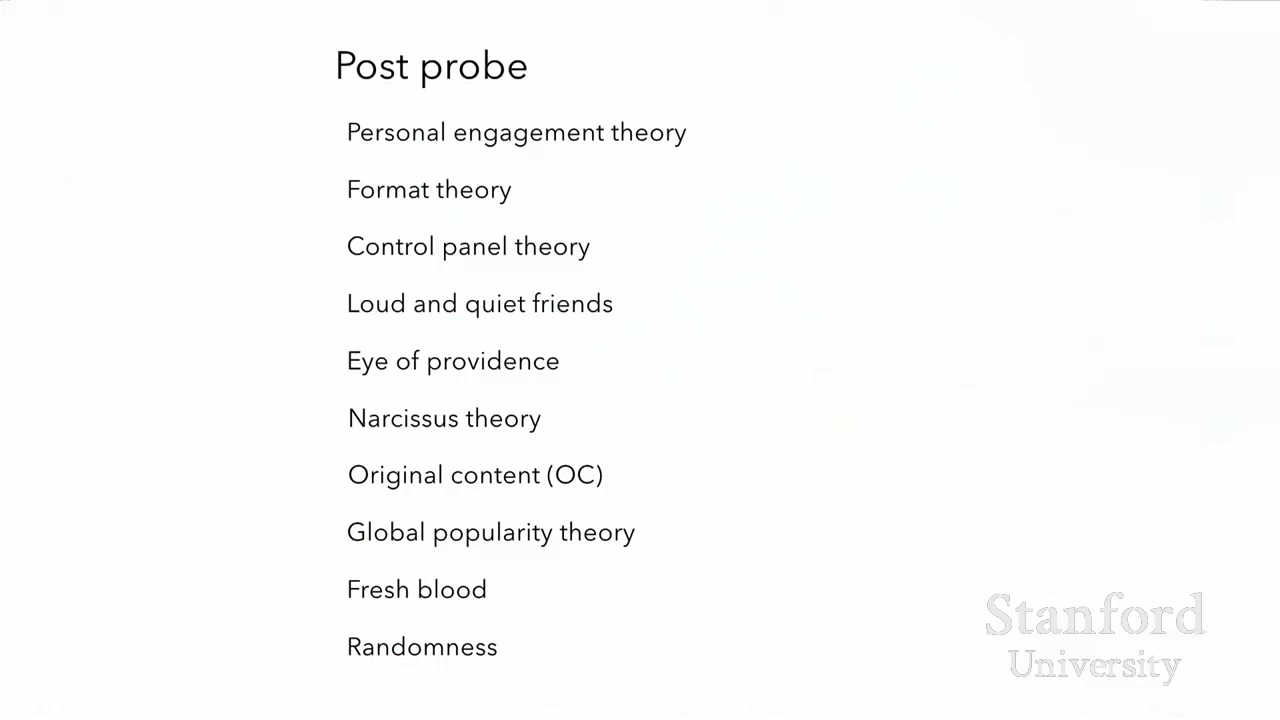 Post probe
Personal engagement theory
Format theory
Control panel theory
Loud and quiet friends
Eye of providence
Narcissus theory
Original content (OC)
Global popularity theory
Fresh blood
Randomness
Stanford
University